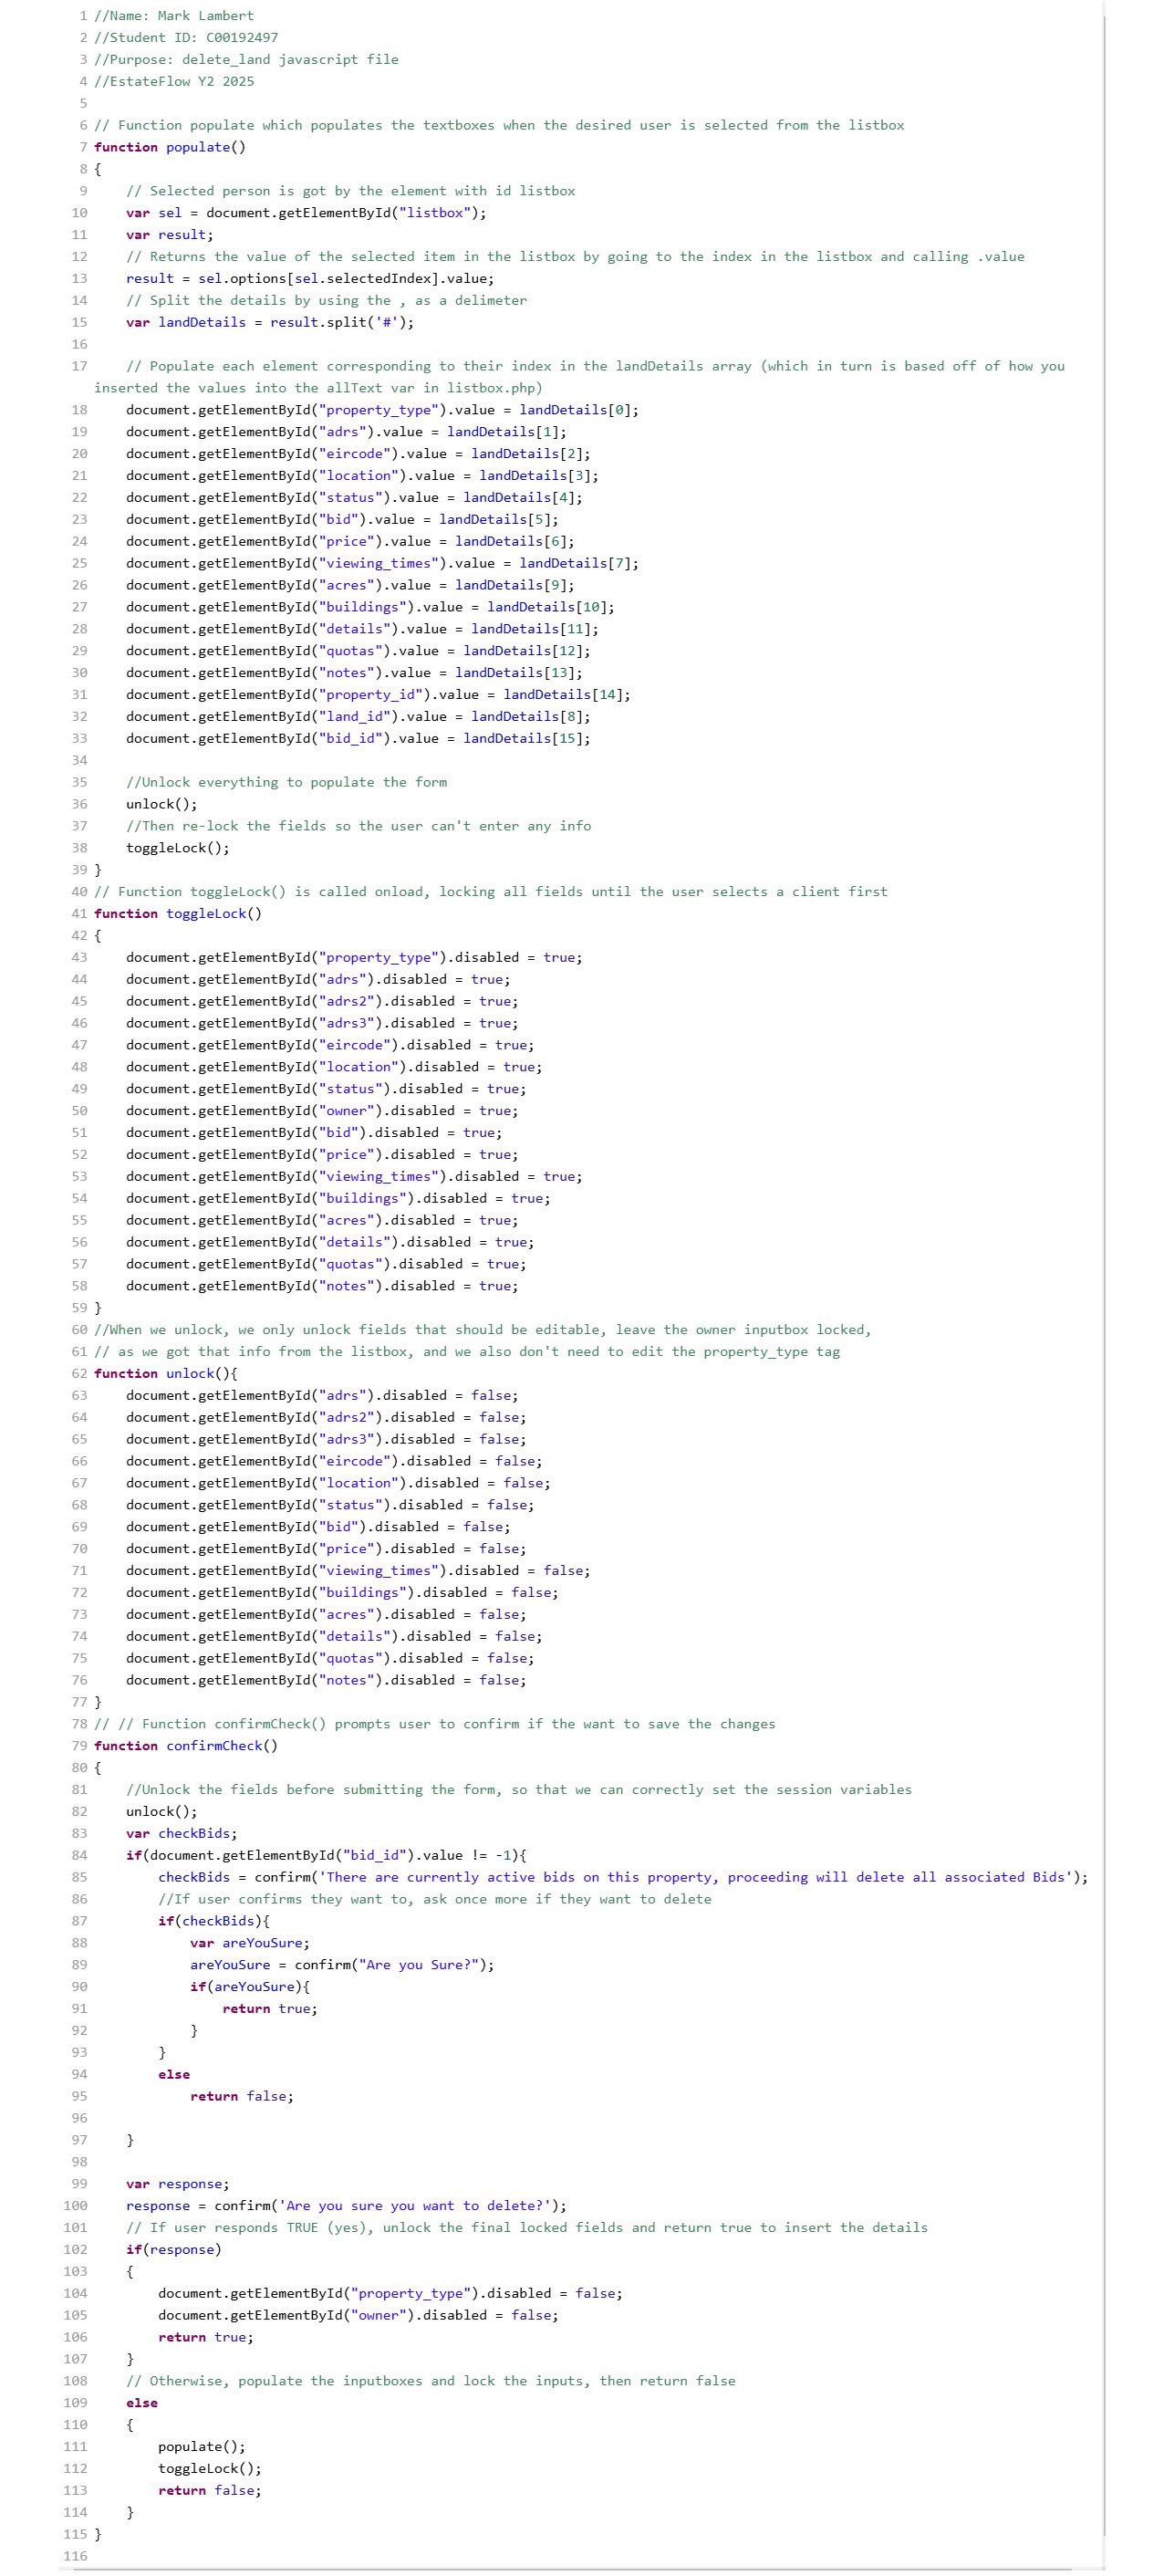 1 //Name: Mark Lambert
2 //Student ID: C00192497
3 //Purpose: delete_land javascript file
4 //EstateFlow Y2 2025
5
6 // Function populate which populates the textboxes when the desired user is selected from the listbox
7 function populate()
8 {
9     // Selected person is got by the element with id listbox
10     var sel = document.getElementById("listbox");
11     var result;
12     // Returns the value of the selected item in the listbox by going to the index in the listbox and calling .value
13     result = sel.options[sel.selectedIndex].value;
14     // Split the details by using the , as a delimeter
15     var landDetails = result.split('#');
16
17     // Populate each element corresponding to their index in the landDetails array (which in turn is based off of how you
inserted the values into the allText var in listbox.php)
18     document.getElementById("property_type").value = landDetails[0];
19     document.getElementById("adrs").value = landDetails[1];
20     document.getElementById("eircode").value = landDetails[2];
21     document.getElementById("location").value = landDetails[3];
22     document.getElementById("status").value = landDetails[4];
23     document.getElementById("bid").value = landDetails[5];
24     document.getElementById("price").value = landDetails[6];
25     document.getElementById("viewing_times").value = landDetails[7];
26     document.getElementById("acres").value = landDetails[9];
27     document.getElementById("buildings").value = landDetails[10];
28     document.getElementById("details").value = landDetails[11];
29     document.getElementById("quotas").value = landDetails[12];
30     document.getElementById("notes").value = landDetails[13];
31     document.getElementById("property_id").value = landDetails[14];
32     document.getElementById("land_id").value = landDetails[8];
33     document.getElementById("bid_id").value = landDetails[15];
34
35     //Unlock everything to populate the form
36     unlock();
37     //Then re-lock the fields so the user can't enter any info
38     toggleLock();
39 }
40 // Function toggleLock() is called onload, locking all fields until the user selects a client first
41 function toggleLock()
42 {
43     document.getElementById("property_type").disabled = true;
44     document.getElementById("adrs").disabled = true;
45     document.getElementById("adrs2").disabled = true;
46     document.getElementById("adrs3").disabled = true;
47     document.getElementById("eircode").disabled = true;
48     document.getElementById("location").disabled = true;
49     document.getElementById("status").disabled = true;
50     document.getElementById("owner").disabled = true;
51     document.getElementById("bid").disabled = true;
52     document.getElementById("price").disabled = true;
53     document.getElementById("viewing_times").disabled = true;
54     document.getElementById("buildings").disabled = true;
55     document.getElementById("acres").disabled = true;
56     document.getElementById("details").disabled = true;
57     document.getElementById("quotas").disabled = true;
58     document.getElementById("notes").disabled = true;
59 }
60 //When we unlock, we only unlock fields that should be editable, leave the owner inputbox locked,
61 // as we got that info from the listbox, and we also don't need to edit the property_type tag
62 function unlock(){
63     document.getElementById("adrs").disabled = false;
64     document.getElementById("adrs2").disabled = false;
65     document.getElementById("adrs3").disabled = false;
66     document.getElementById("eircode").disabled = false;
67     document.getElementById("location").disabled = false;
68     document.getElementById("status").disabled = false;
69     document.getElementById("bid").disabled = false;
70     document.getElementById("price").disabled = false;
71     document.getElementById("viewing_times").disabled = false;
72     document.getElementById("buildings").disabled = false;
73     document.getElementById("acres").disabled = false;
74     document.getElementById("details").disabled = false;
75     document.getElementById("quotas").disabled = false;
76     document.getElementById("notes").disabled = false;
77 }
78 // // Function confirmCheck() prompts user to confirm if the want to save the changes
79 function confirmCheck()
80 {
81     //Unlock the fields before submitting the form, so that we can correctly set the session variables
82     unlock();
83     var checkBids;
84     if(document.getElementById("bid_id").value != -1){
85         checkBids = confirm('There are currently active bids on this property, proceeding will delete all associated Bids');
86         //If user confirms they want to, ask once more if they want to delete
87         if(checkBids){
88             var areYouSure;
89             areYouSure = confirm("Are you Sure?");
90             if(areYouSure){
91                 return true;
92             }
93         }
94         else
95             return false;
96
97     }
98
99     var response;
100     response = confirm('Are you sure you want to delete?');
101     // If user responds TRUE (yes), unlock the final locked fields and return true to insert the details
102     if(response)
103     {
104         document.getElementById("property_type").disabled = false;
105         document.getElementById("owner").disabled = false;
106         return true;
107     }
108     // Otherwise, populate the inputboxes and lock the inputs, then return false
109     else
110     {
111         populate();
112         toggleLock();
113         return false;
114     }
115 }
116